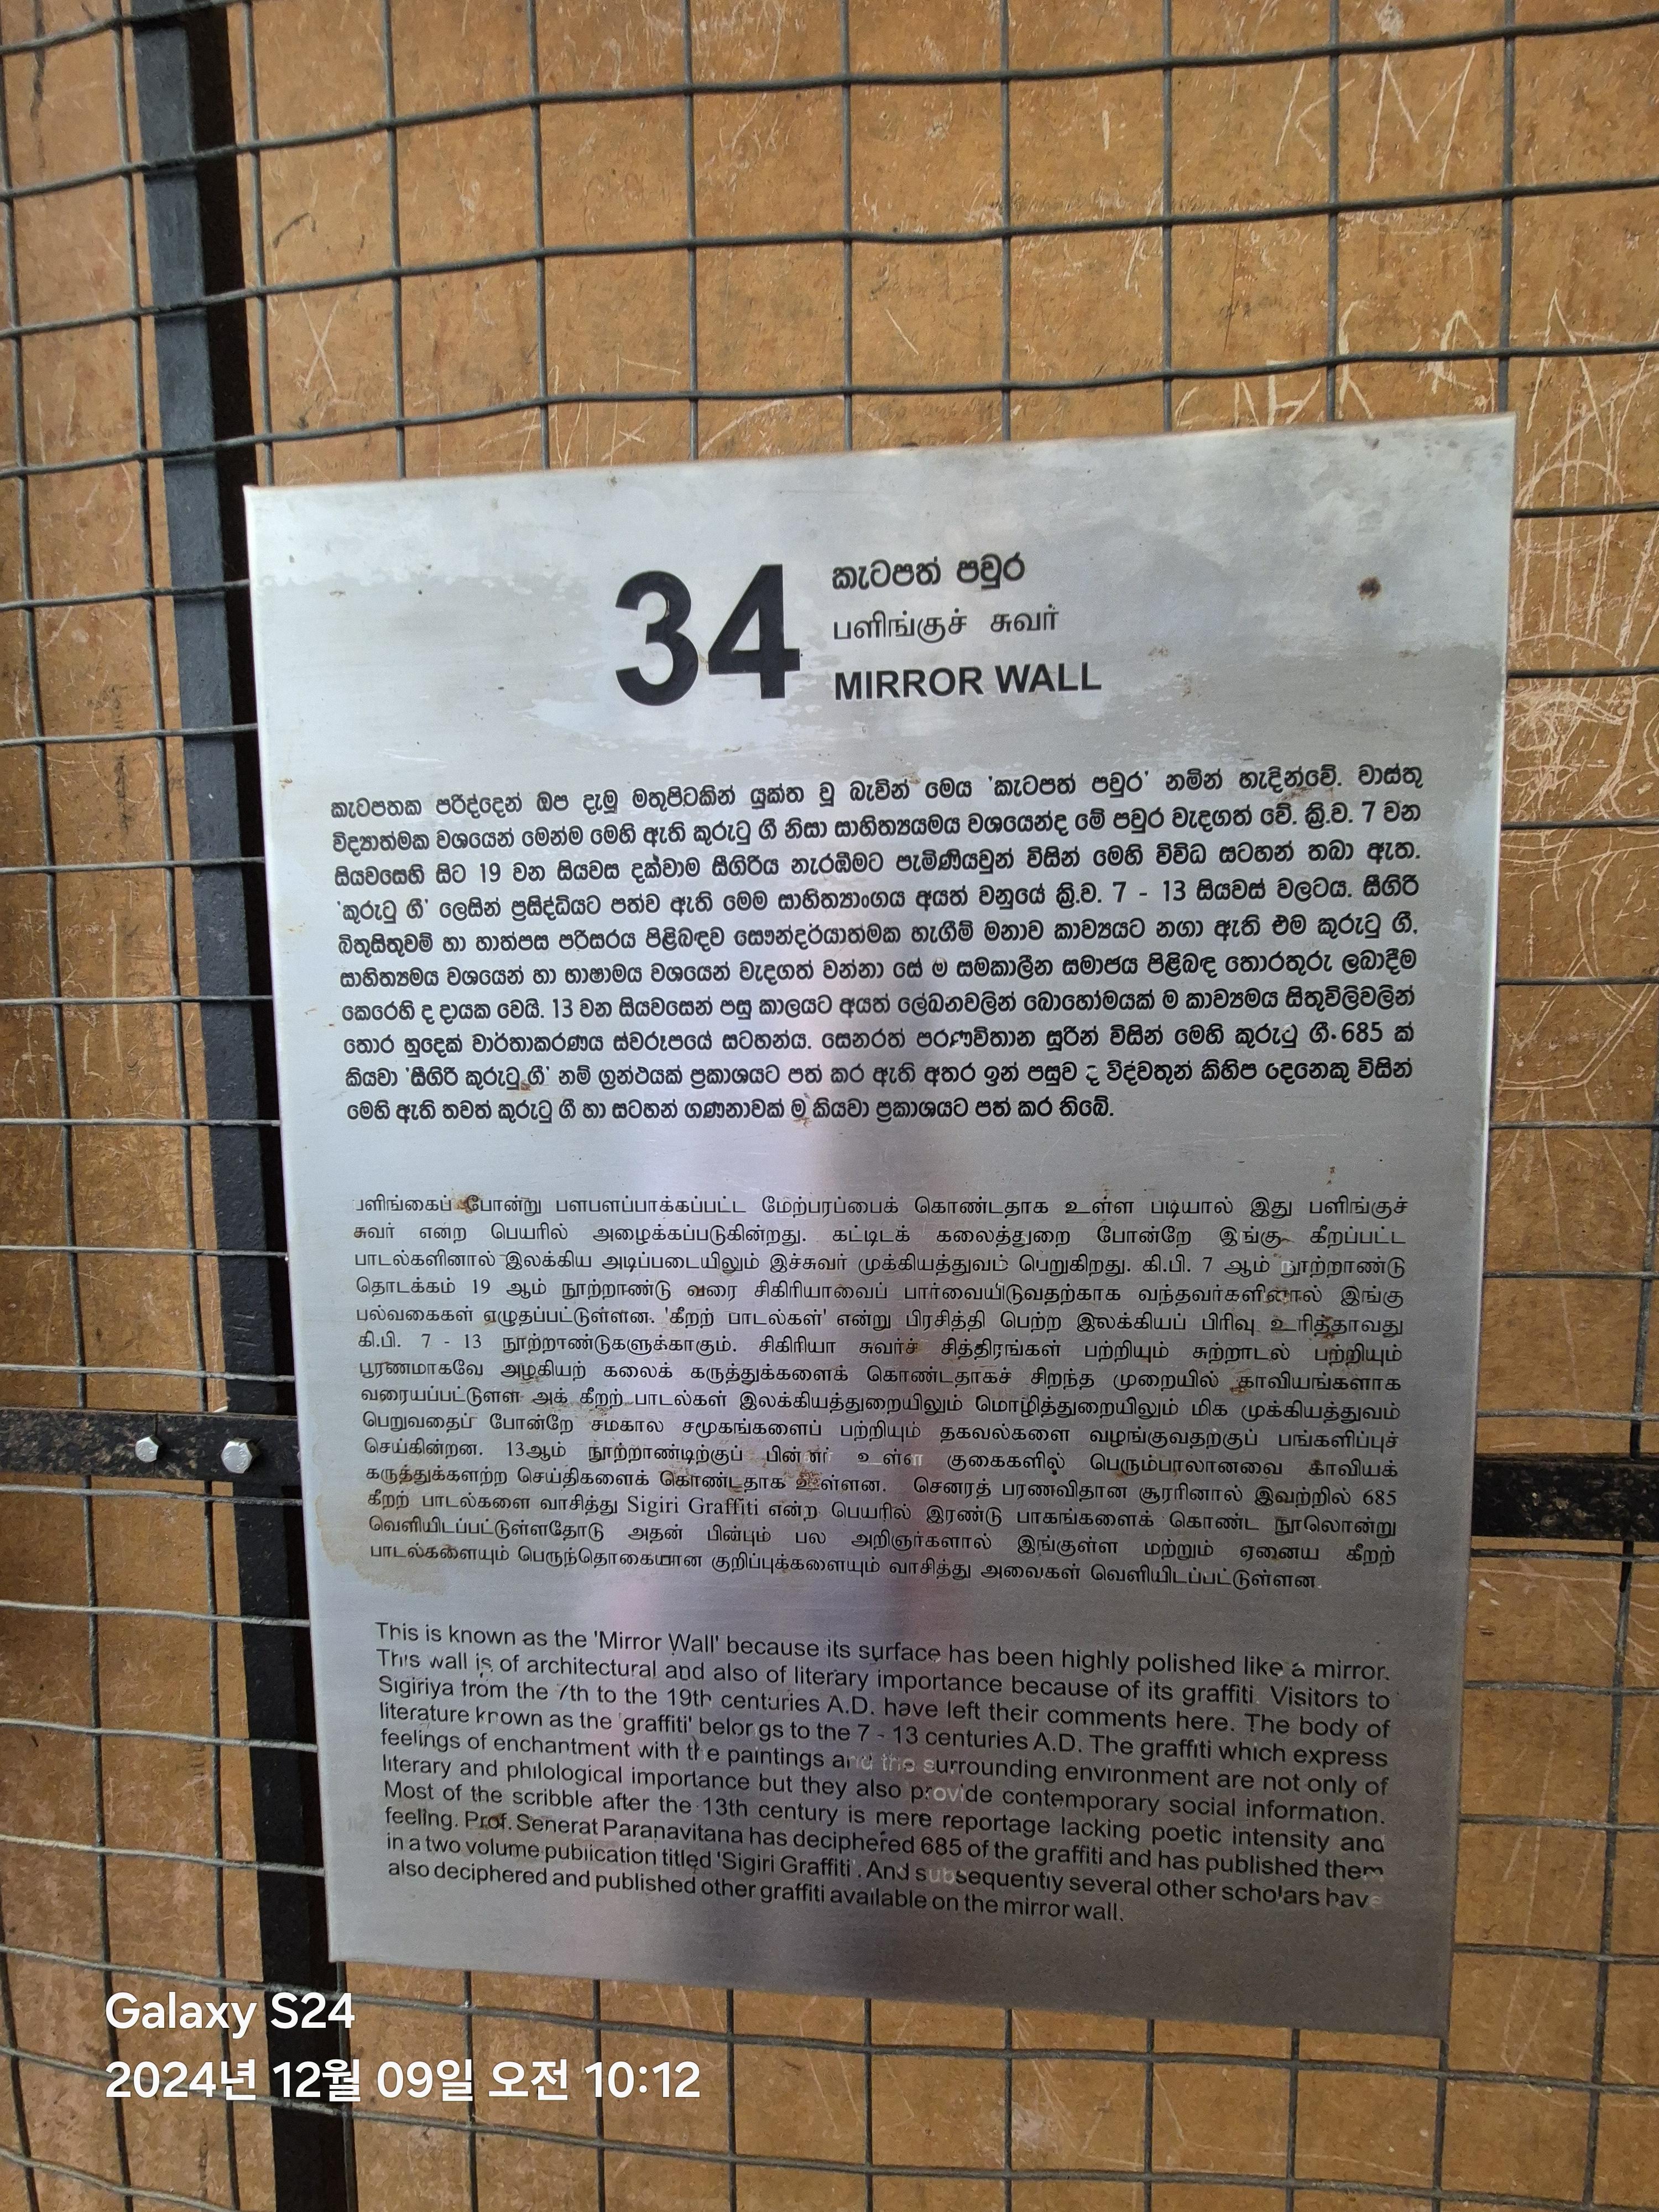 KM
34
කැටපත් පවුර
பளிங்குச் சுவர்
MIRROR WALL
කැටපතක පරිද්දෙන් ඔප දැමූ මතුපිටකින් යුක්ත වූ බැවින් මෙය 'කැටපත් පවුර' නමින් හැදින්වේ. වාස්තු
විද්‍යාත්මක වශයෙන් මෙන්ම මෙහි ඇති කුරුටු ගී නිසා සාහිත්‍යයමය වශයෙන්ද මේ පවුර වැදගත් වේ. ක්‍රි.ව. 7 වන
සියවසෙහි සිට 19 වන සියවස දක්වාම සීගිරිය නැරඹීමට පැමිණියවුන් විසින් මෙහි විවිධ සටහන් තබා ඇත.
'කුරුටු ගී' ලෙසින් ප්‍රසිද්ධියට පත්ව ඇති මෙම සාහිත්‍යාංගය අයත් වනුයේ ක්‍රි.ව. 7 - 13 සියවස් වලටය. සීගිරි
බිතුසිතුවම් හා හාත්පස පරිසරය පිළිබඳව සෞන්දර්යාත්මක හැගීම් මනාව කාව්‍යයට නගා ඇති එම කුරුටු ගී,
සාහිත්‍යමය වශයෙන් හා භාෂාමය වශයෙන් වැදගත් වන්නා සේ ම සමකාලීන සමාජය පිළිබඳ තොරතුරු ලබාදීම
කෙරෙහි ද දායක වෙයි. 13 වන සියවසෙන් පසු කාලයට අයත් ලේඛනවලින් බොහෝමයක් ම කාව්‍යමය සිතුවිලිවලින්
තොර හුදෙක් වාර්තාකරණය ස්වරූපයේ සටහන්ය. සෙනරත් පරණවිතාන සූරින් විසින් මෙහි කුරුටු ගී 685 ක්
කියවා 'සීගිරි කුරුටු ගී' නම් ග්‍රන්ථයක් ප්‍රකාශයට පත් කර ඇති අතර ඉන් පසුව ද විද්වතුන් කිහිප දෙනෙකු විසින්
මෙහි ඇති තවත් කුරුටු ගී හා සටහන් ගණනාවක් ම කියවා ප්‍රකාශයට පත් කර තිබේ.
பளிங்கைப் போன்று பளபளப்பாக்கப்பட்ட மேற்பரப்பைக் கொண்டதாக உள்ள படியால் இது பளிங்குச்
சுவர் என்ற பெயரில் அழைக்கப்படுகின்றது. கட்டிடக் கலைத்துறை போன்றே இங்கு கீறப்பட்ட
பாடல்களினால் இலக்கிய அடிப்படையிலும் இச்சுவர் முக்கியத்துவம் பெறுகிறது. கி.பி. 7 ஆம் நூற்றாண்டு
தொடக்கம் 19 ஆம் நூற்றாண்டு வரை சிகிரியாவைப் பார்வையிடுவதற்காக வந்தவர்களினால் இங்கு
பல்வகைகள் எழுதப்பட்டுள்ளன. 'கீறற் பாடல்கள்' என்று பிரசித்தி பெற்ற இலக்கியப் பிரிவு உரித்தாவது
கி.பி. 7 - 13 நூற்றாண்டுகளுக்காகும். சிகிரியா சுவர்ச் சித்திரங்கள் பற்றியும் சுற்றாடல் பற்றியும்
பூரணமாகவே அழகியற் கலைக் கருத்துக்களைக் கொண்டதாகச் சிறந்த முறையில் காவியங்களாக
வரையப்பட்டுளள அக் கீறற் பாடல்கள் இலக்கியத்துறையிலும் மொழித்துறையிலும் மிக முக்கியத்துவம்
பெறுவதைப் போன்றே சமகால சமூகங்களைப் பற்றியும் தகவல்களை வழங்குவதற்குப் பங்களிப்புச்
செய்கின்றன. 13ஆம் நூற்றாண்டிற்குப் பின்னர் உள்ள குகைகளில் பெரும்பாலானவை காவியக்
கருத்துக்களற்ற செய்திகளைக் கொண்டதாக உள்ளன. செனரத் பரணவிதான சூரரினால் இவற்றில் 685
கீறற் பாடல்களை வாசித்து Sigiri Graffiti என்ற பெயரில் இரண்டு பாகங்களைக் கொண்ட நூலொன்று
வெளியிடப்பட்டுள்ளதோடு அதன் பின்பும் பல அறிஞர்களால் இங்குள்ள மற்றும் ஏனைய கீறற்
பாடல்களையும் பெருந்தொகையான குறிப்புக்களையும் வாசித்து அவைகள் வெளியிடப்பட்டுள்ளன.
This is known as the 'Mirror Wall' because its surface has been highly polished like a mirror.
This wall is of architectural and also of literary importance because of its graffiti. Visitors to
Sigiriya from the 7th to the 19th centuries A.D. have left their comments here. The body of
literature known as the 'graffiti' belongs to the 7 - 13 centuries A.D. The graffiti which express
feelings of enchantment with the paintings and the surrounding environment are not only of
literary and philological importance but they also provide contemporary social information.
Most of the scribble after the 13th century is mere reportage lacking poetic intensity and
feeling. Prof. Senerat Paranavitana has deciphered 685 of the graffiti and has published them
in a two volume publication titled 'Sigiri Graffiti'. And subsequently several other scholars have
also deciphered and published other graffiti available on the mirror wall.
Galaxy S24
2024년 12월 09일 오전 10:12